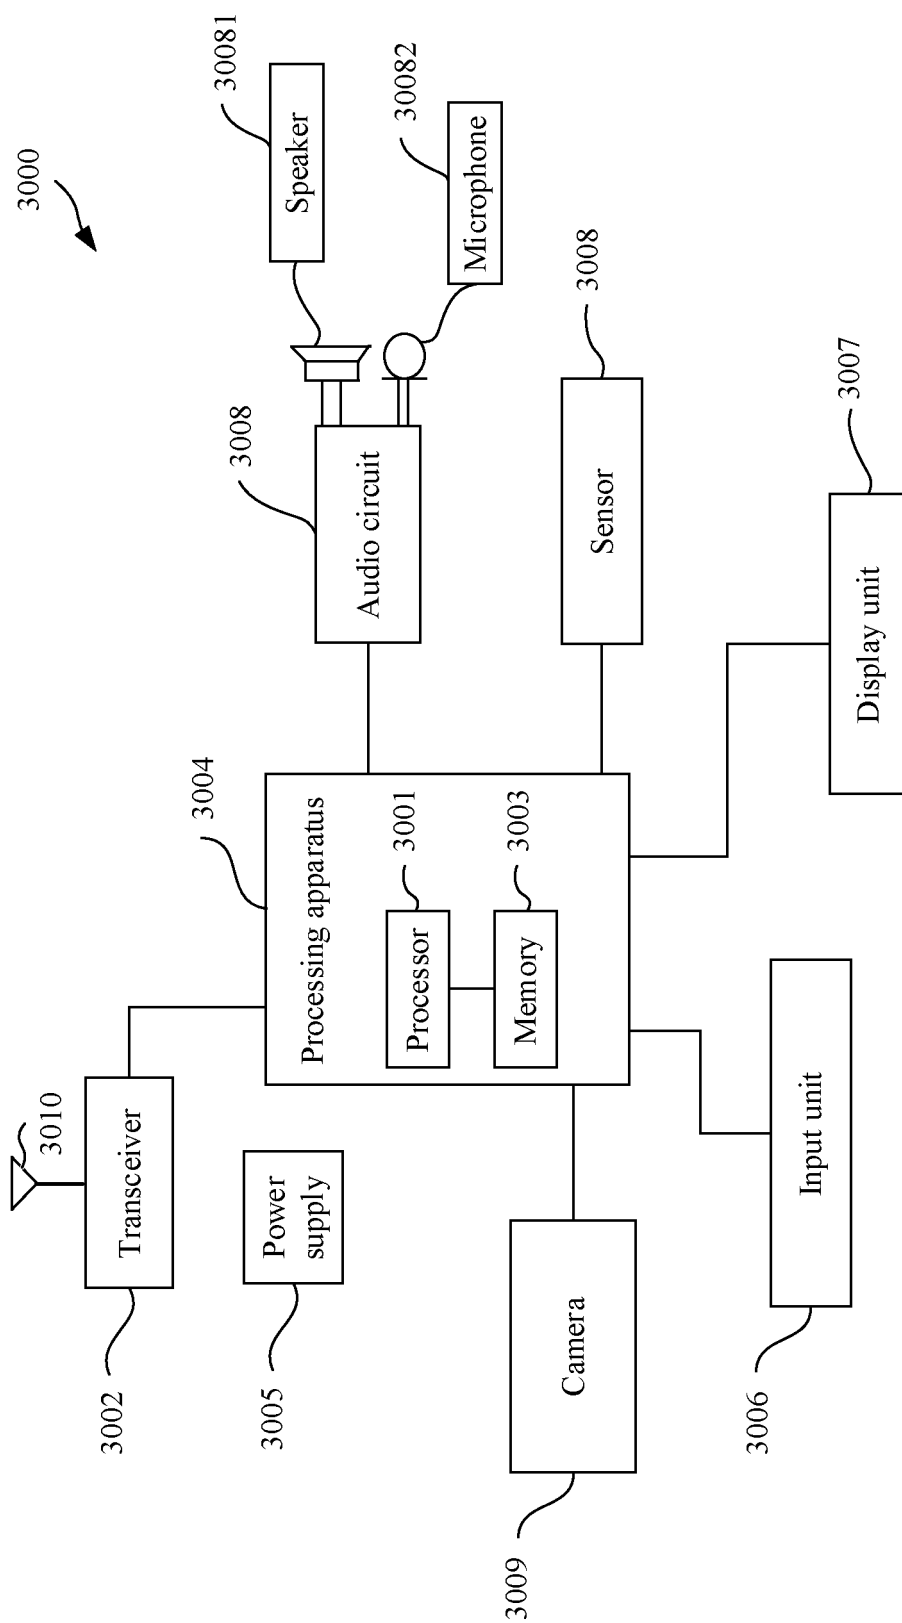 3000
3010
3002
Transceiver
3005
Power
supply
3004
Processing apparatus
Processor
3001
Memory
3003
3008
Audio circuit
Speaker
30081
Microphone
30082
Sensor
3008
3009
Camera
3006
Input unit
Display unit
3007